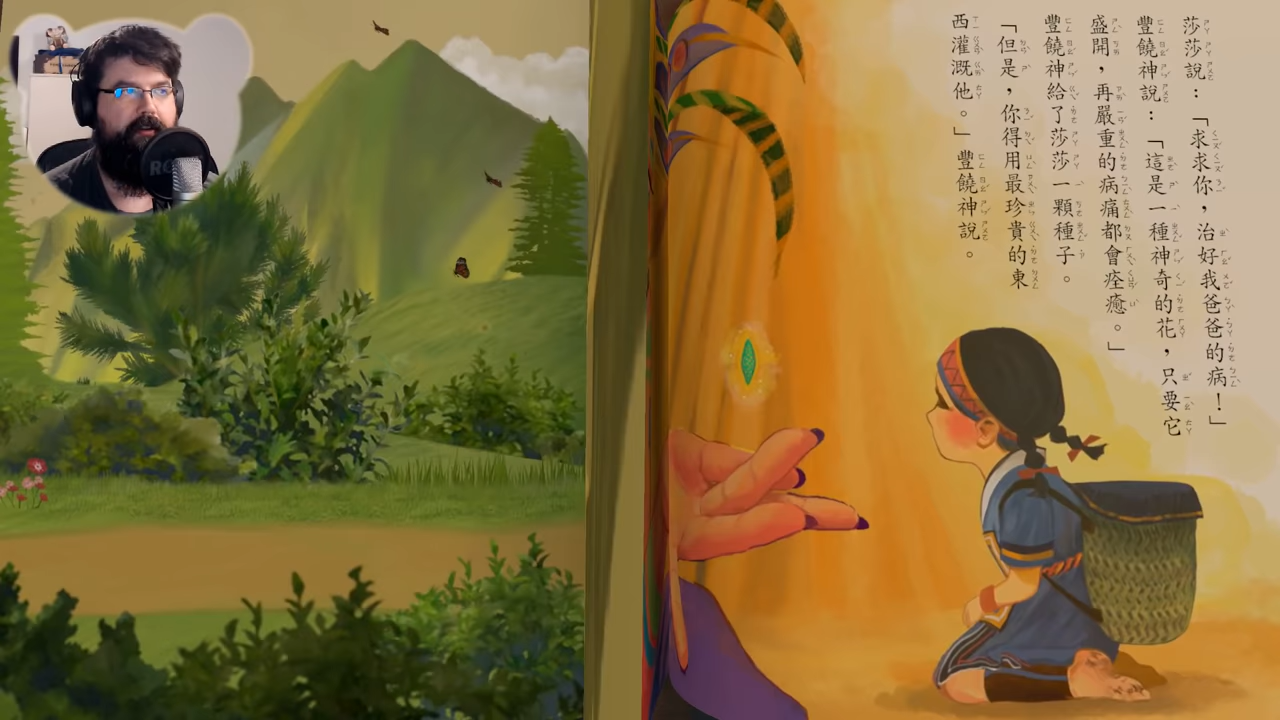 莎莎說：「求求你，治好我爸爸的病！」
豐饒神說：「這是一種神奇的花，只要它
盛開，再嚴重的病痛都會痊癒。」
豐饒神給了莎莎一顆種子。
「但是，你得用最珍貴的東
西灌溉他。」豐饒神說。